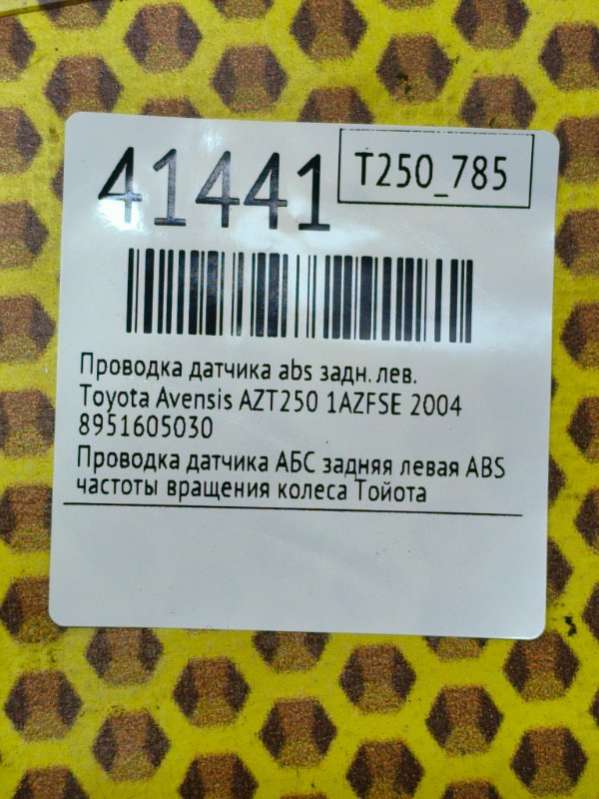 41441
T250_785
Проводка датчика abs задн. лев.
Toyota Avensis AZT250 1AZFSE 2004
8951605030
Проводка датчика АБС задняя левая ABS
частоты вращения колеса Тойота